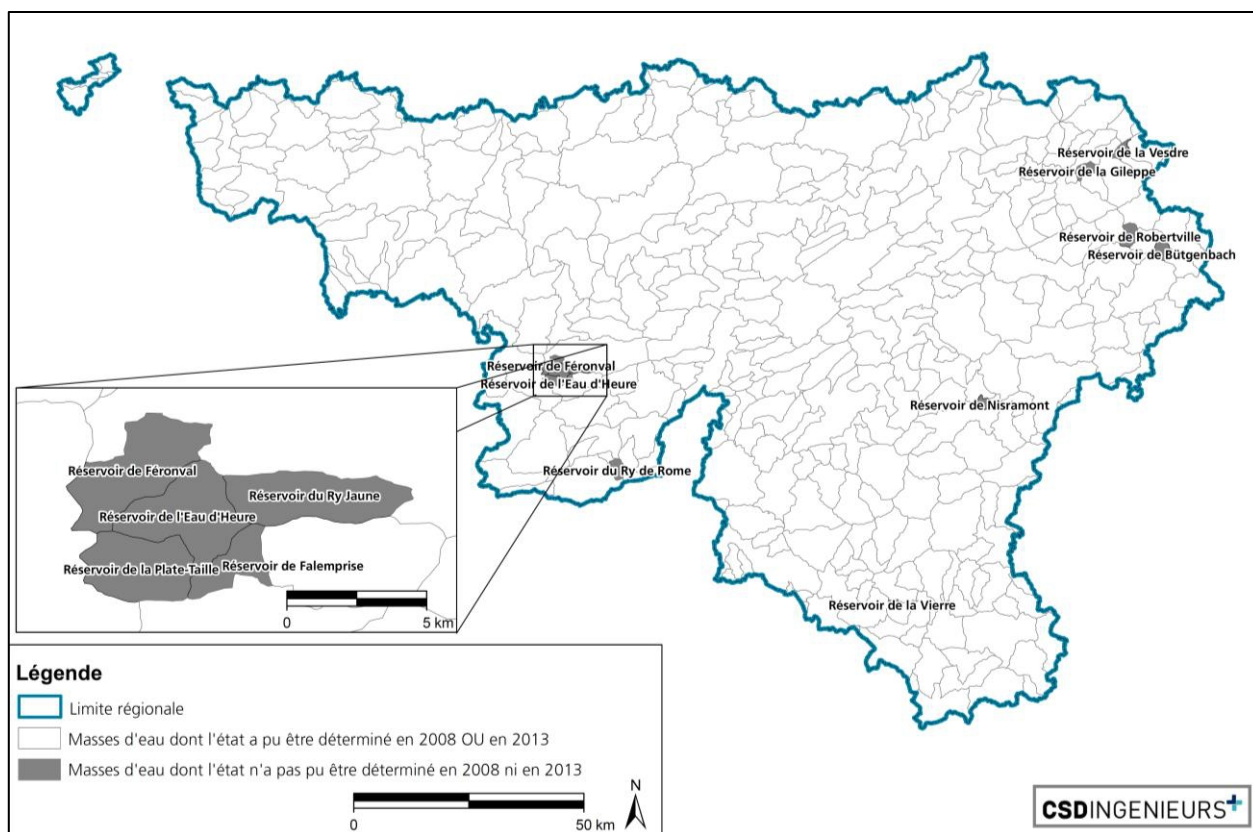 Réservoir de la Vesdre
Réservoir de la Gileppe
Réservoir de Robertville
Réservoir de Bütgenbach
Réservoir de Féronval
Réservoir de l'Eau d'Heure
Réservoir de Nisramont
Réservoir du Ry de Rome
Réservoir de la Vierre
Réservoir de Féronval
Réservoir du Ry Jaune
Réservoir de l'Eau d'Heure
Réservoir de la Plate-Taille
Réservoir de Falemprise
0 5 km
Légende
Limite régionale
Masses d'eau dont l'état a pu être déterminé en 2008 OU en 2013
Masses d'eau dont l'état n'a pas pu être déterminé en 2008 ni en 2013
N
0 50 km
CSDINGENIEURS+